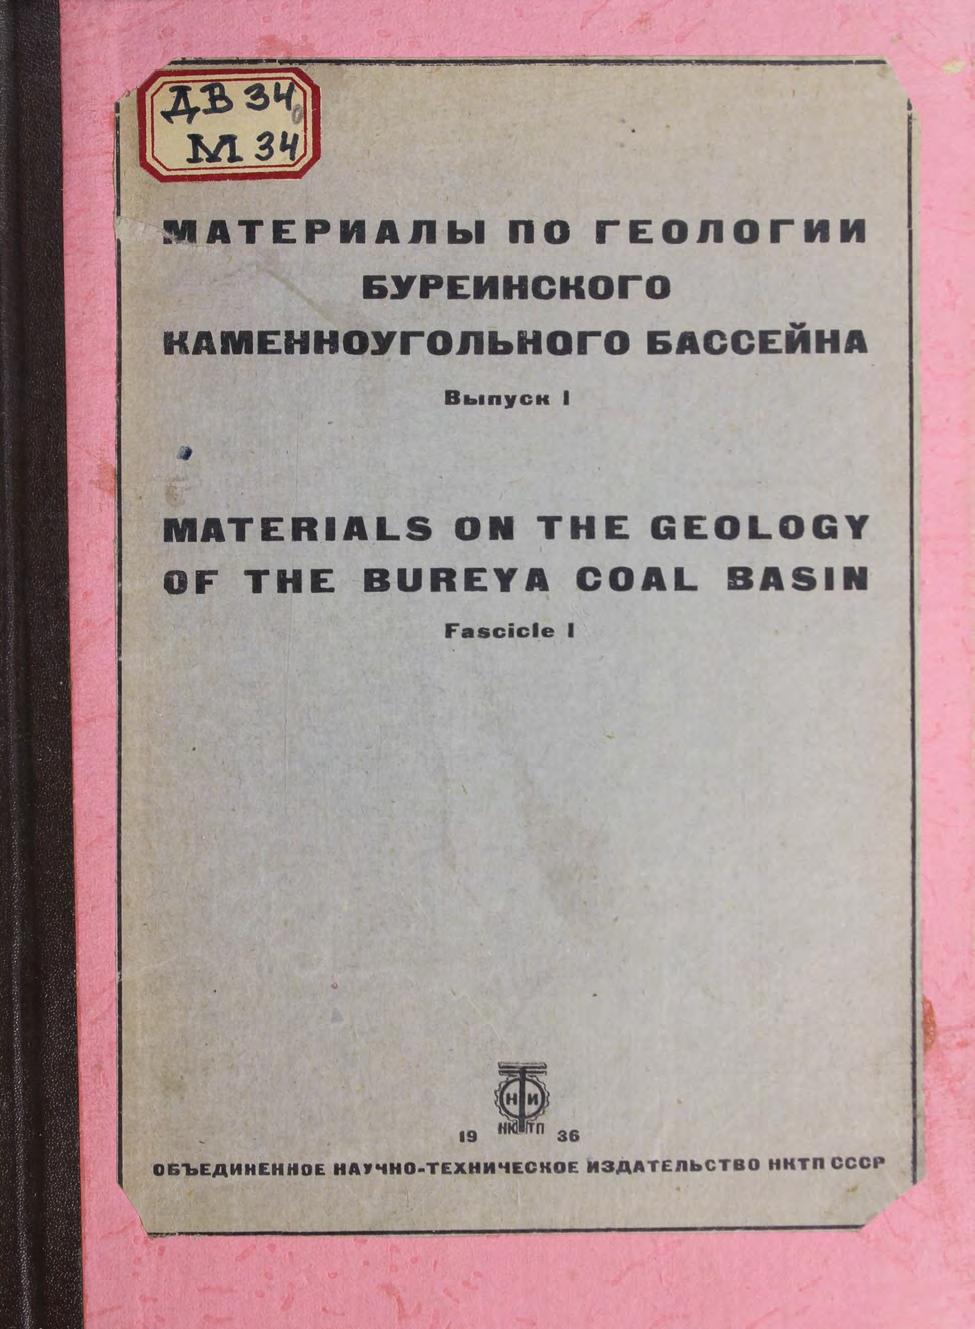 ДВ 34
М 34
МАТЕРИАЛЫ ПО ГЕОЛОГИИ
БУРЕИНСКОГО
КАМЕННОУГОЛЬНОГО БАССЕЙНА
Выпуск I
MATERIALS ON THE GEOLOGY
OF THE BUREYA COAL BASIN
Fascicle I
НИ
19 НКТП 36
ОБЪЕДИНЕННОЕ НАУЧНО-ТЕХНИЧЕСКОЕ ИЗДАТЕЛЬСТВО НКТП СССР